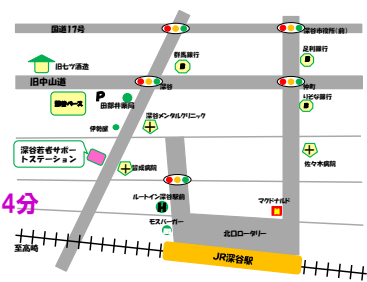 国道17号
深谷市役所(前)
足利銀行
群馬銀行
旧七ツ酒造
旧中山道
深谷
仲町
りそな銀行
深谷ベース
P
田部井薬局
深谷メンタルクリニック
伊勢屋
深谷若者サポー
トステーション
佐々木病院
4分
ルートイン深谷駅前
H
マクドナルド
モスバーガー
北口ロータリー
至高崎
JR深谷駅